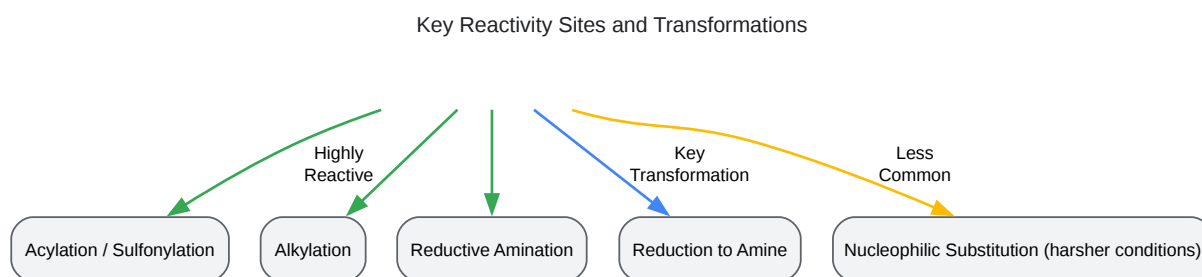 Key Reactivity Sites and Transformations
Highly
Reactive
Key
Transformation
Less
Common
Acylation / Sulfonylation
Alkylation
Reductive Amination
Reduction to Amine
Nucleophilic Substitution (harsher conditions)